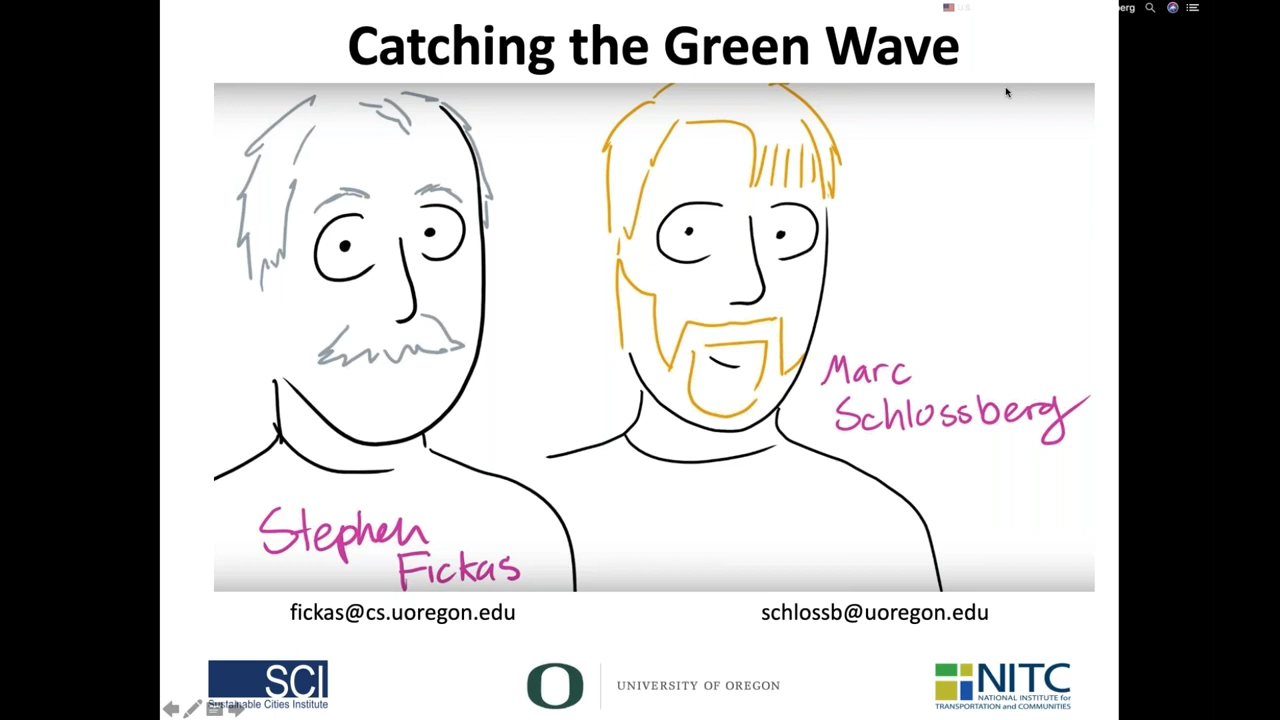 U.S.
berg
Catching the Green Wave
Marc
Schlossberg
Stephen
Fickas
fickas@cs.uoregon.edu
schlossb@uoregon.edu
SCI
Sustainable Cities Institute
O
UNIVERSITY OF OREGON
NITC
NATIONAL INSTITUTE for
TRANSPORTATION and COMMUNITIES